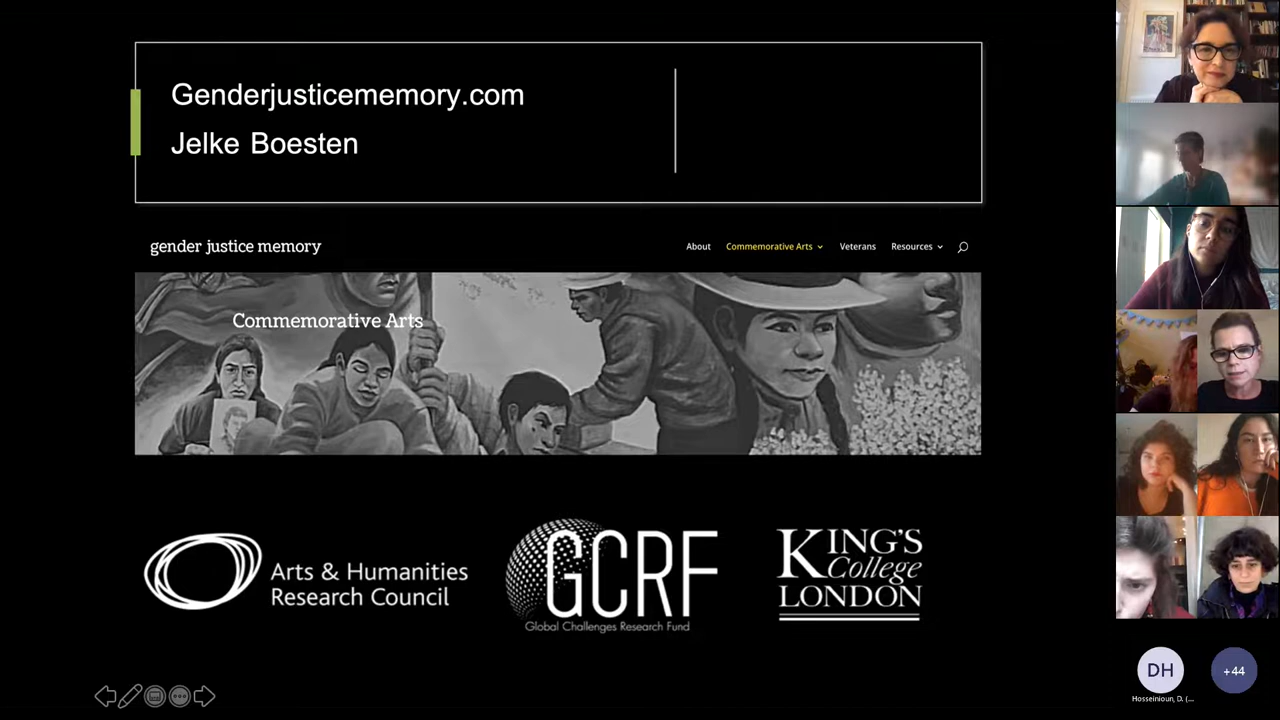 Genderjusticememory.com
Jelke Boesten
gender justice memory
About
Commemorative Arts
Veterans
Resources
Commemorative Arts
Arts & Humanities
Research Council
GCRF
Global Challenges Research Fund
KING'S
College
LONDON
DH
+44
Hosseinioun, D. (...